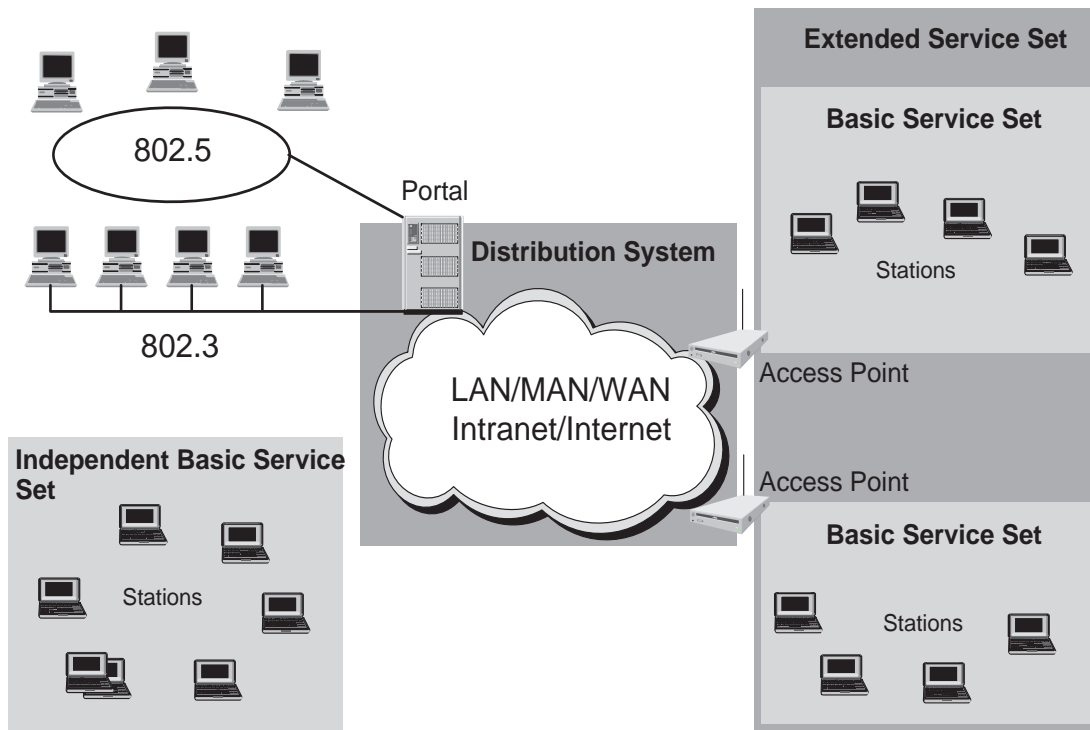 Extended Service Set
Basic Service Set
802.5
Portal
Distribution System
Stations
802.3
Access Point
LAN/MAN/WAN
Intranet/Internet
Independent Basic Service
Set
Access Point
Basic Service Set
Stations
Stations